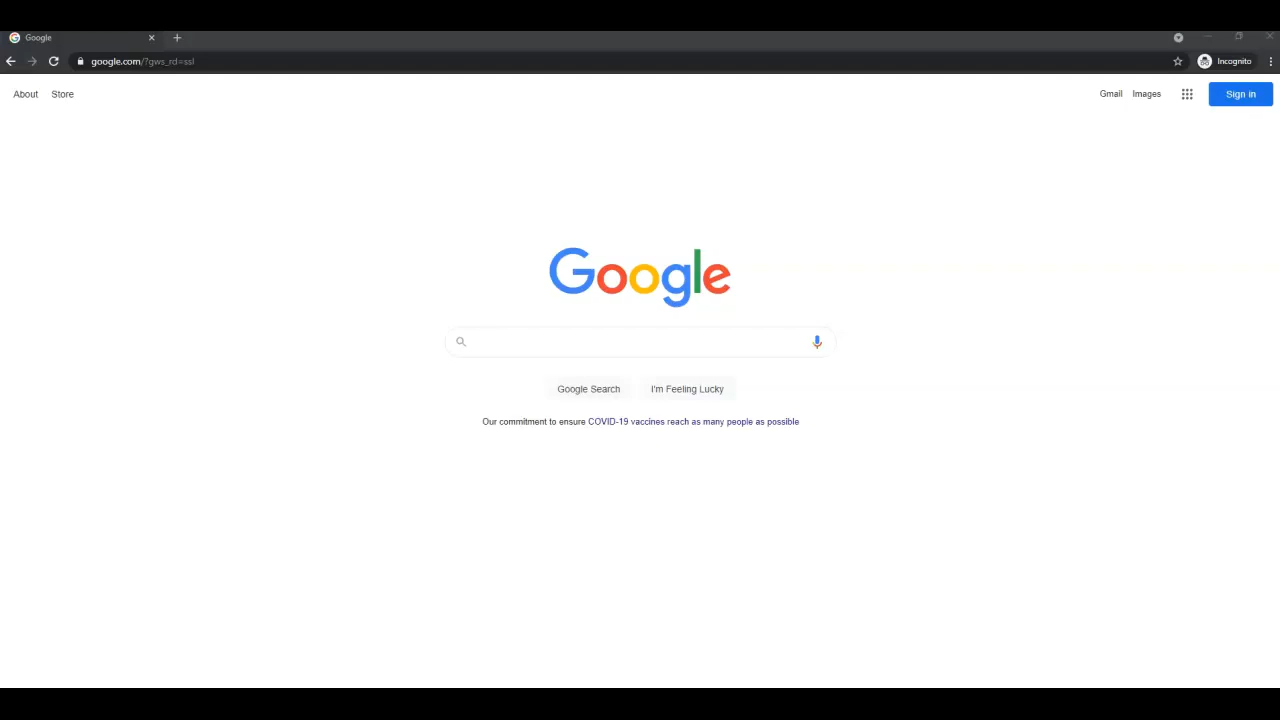 Google
google.com/?gws_rd=ssl
Incognito
About Store
Gmail Images
Sign in
Google
Google Search
I'm Feeling Lucky
Our commitment to ensure COVID-19 vaccines reach as many people as possible